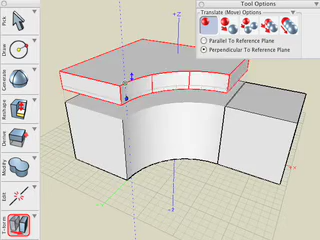 Tool Options
Translate (Move) Options
Parallel To Reference Plane
Perpendicular To Reference Plane
Pick
Draw
Generate
Reshape
Derive
Modify
Edit
T-form
+Z
-Z